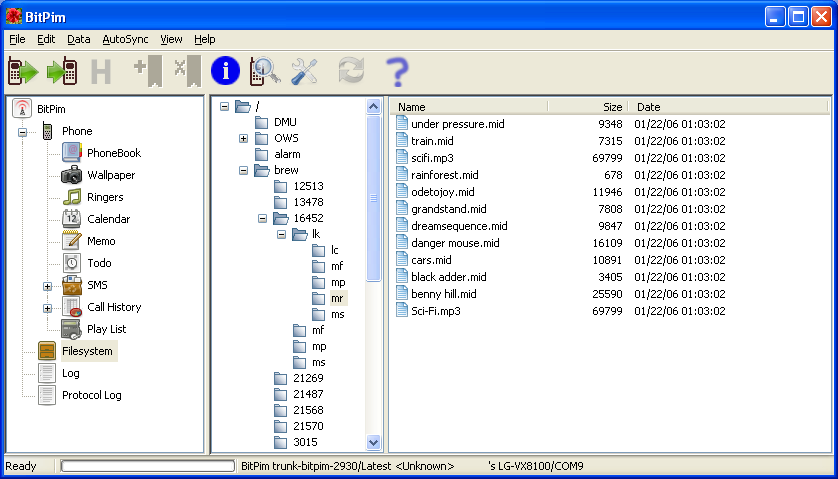 BitPim
File Edit Data AutoSync View Help
BitPim
Phone
PhoneBook
Wallpaper
Ringers
Calendar
12
Memo
Todo
SMS
Call History
Play List
Filesystem
Log
Protocol Log
/
DMU
OWS
alarm
brew
12513
13478
16452
lk
lc
mf
mp
mr
ms
mf
mp
ms
21269
21487
21568
21570
3015
Name Size Date
under pressure.mid 9348 01/22/06 01:03:02
train.mid 7315 01/22/06 01:03:02
scifi.mp3 69799 01/22/06 01:03:02
rainforest.mid 678 01/22/06 01:03:02
odetojoy.mid 11946 01/22/06 01:03:02
grandstand.mid 7808 01/22/06 01:03:02
dreamsequence.mid 9847 01/22/06 01:03:02
danger mouse.mid 16109 01/22/06 01:03:02
cars.mid 10891 01/22/06 01:03:02
black adder.mid 3405 01/22/06 01:03:02
benny hill.mid 25590 01/22/06 01:03:02
Sci-Fi.mp3 69799 01/22/06 01:03:02
Ready BitPim trunk-bitpim-2930/Latest <Unknown> 's LG-VX8100/COM9